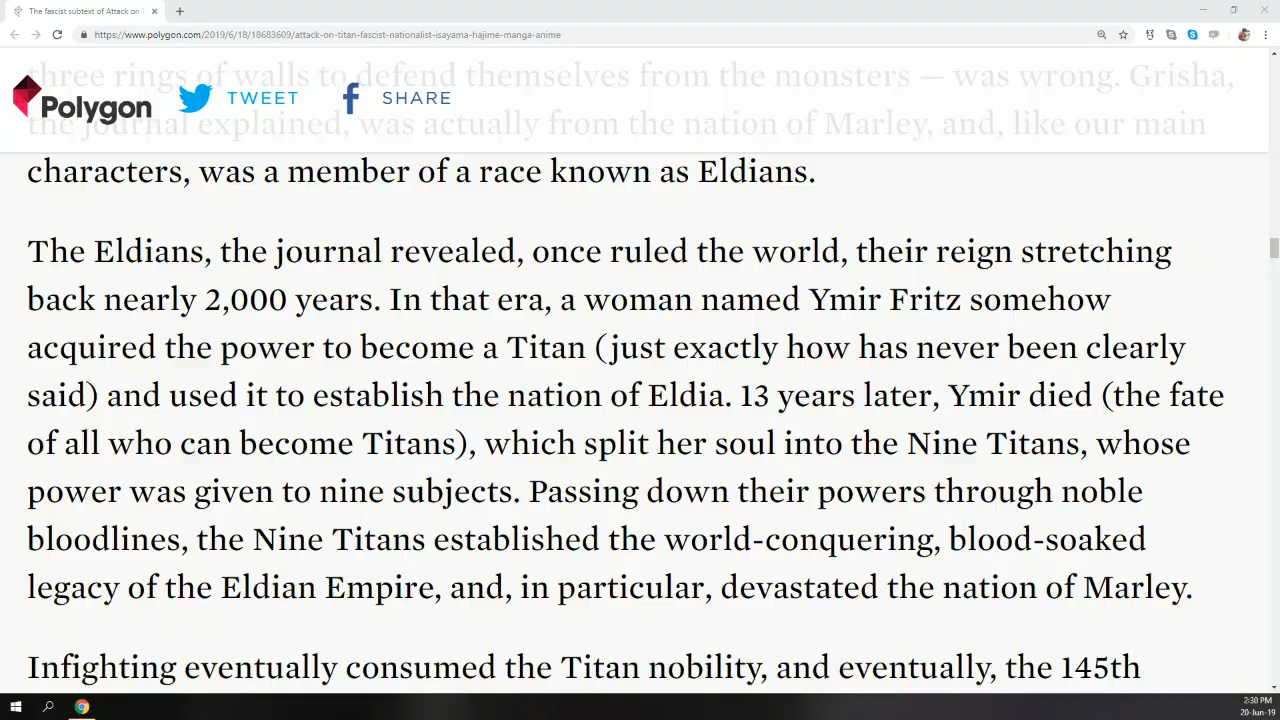 The fascist subtext of Attack on T
https://www.polygon.com/2019/6/18/18683609/attack-on-titan-fascist-nationalist-isayama-hajime-manga-anime
three rings of walls to defend themselves from the monsters — was wrong. Grisha,
Polygon TWEET SHARE
the journal explained, was actually from the nation of Marley, and, like our main
characters, was a member of a race known as Eldians.
The Eldians, the journal revealed, once ruled the world, their reign stretching
back nearly 2,000 years. In that era, a woman named Ymir Fritz somehow
acquired the power to become a Titan (just exactly how has never been clearly
said) and used it to establish the nation of Eldia. 13 years later, Ymir died (the fate
of all who can become Titans), which split her soul into the Nine Titans, whose
power was given to nine subjects. Passing down their powers through noble
bloodlines, the Nine Titans established the world-conquering, blood-soaked
legacy of the Eldian Empire, and, in particular, devastated the nation of Marley.
Infighting eventually consumed the Titan nobility, and eventually, the 145th
2:30 PM
20-Jun-19